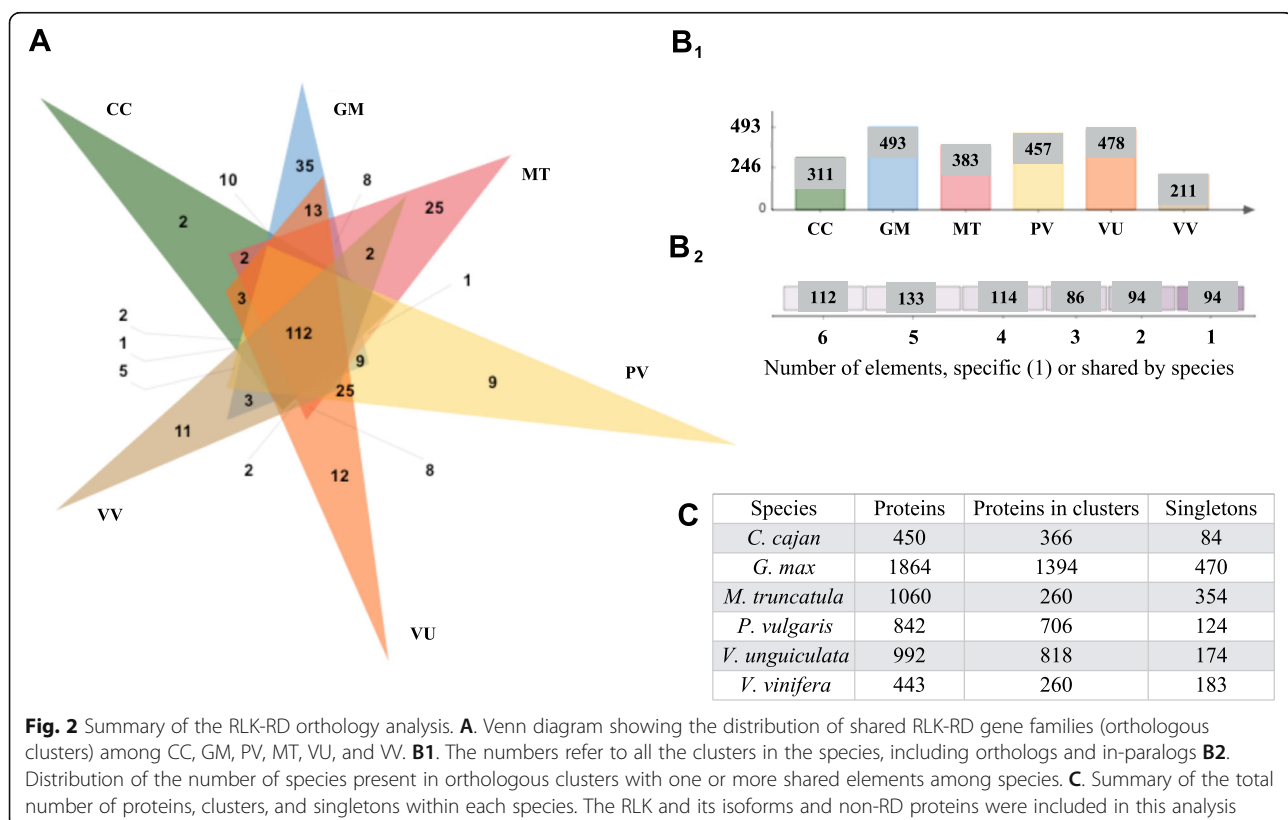 A
CC
GM
MT
PV
VU
VV
35
10
8
25
13
2
2
2
3
1
2
112
1
9
5
9
25
3
11
2
8
12
B1
493
246
0
311
493
383
457
478
211
CC GM MT PV VU VV
B2
112 133 114 86 94 94
6 5 4 3 2 1
Number of elements, specific (1) or shared by species
C
Species Proteins Proteins in clusters Singletons
C. cajan 450 366 84
G. max 1864 1394 470
M. truncatula 1060 260 354
P. vulgaris 842 706 124
V. unguiculata 992 818 174
V. vinifera 443 260 183
Fig. 2 Summary of the RLK-RD orthology analysis. A. Venn diagram showing the distribution of shared RLK-RD gene families (orthologous
clusters) among CC, GM, PV, MT, VU, and VV. B1. The numbers refer to all the clusters in the species, including orthologs and in-paralogs B2.
Distribution of the number of species present in orthologous clusters with one or more shared elements among species. C. Summary of the total
number of proteins, clusters, and singletons within each species. The RLK and its isoforms and non-RD proteins were included in this analysis